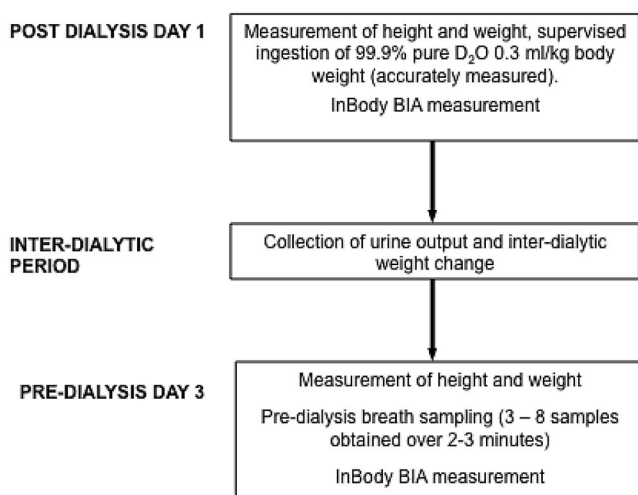 POST DIALYSIS DAY 1
Measurement of height and weight, supervised
ingestion of 99.9% pure D₂O 0.3 ml/kg body
weight (accurately measured).
InBody BIA measurement
INTER-DIALYTIC
PERIOD
Collection of urine output and inter-dialytic
weight change
PRE-DIALYSIS DAY 3
Measurement of height and weight
Pre-dialysis breath sampling (3 – 8 samples
obtained over 2-3 minutes)
InBody BIA measurement